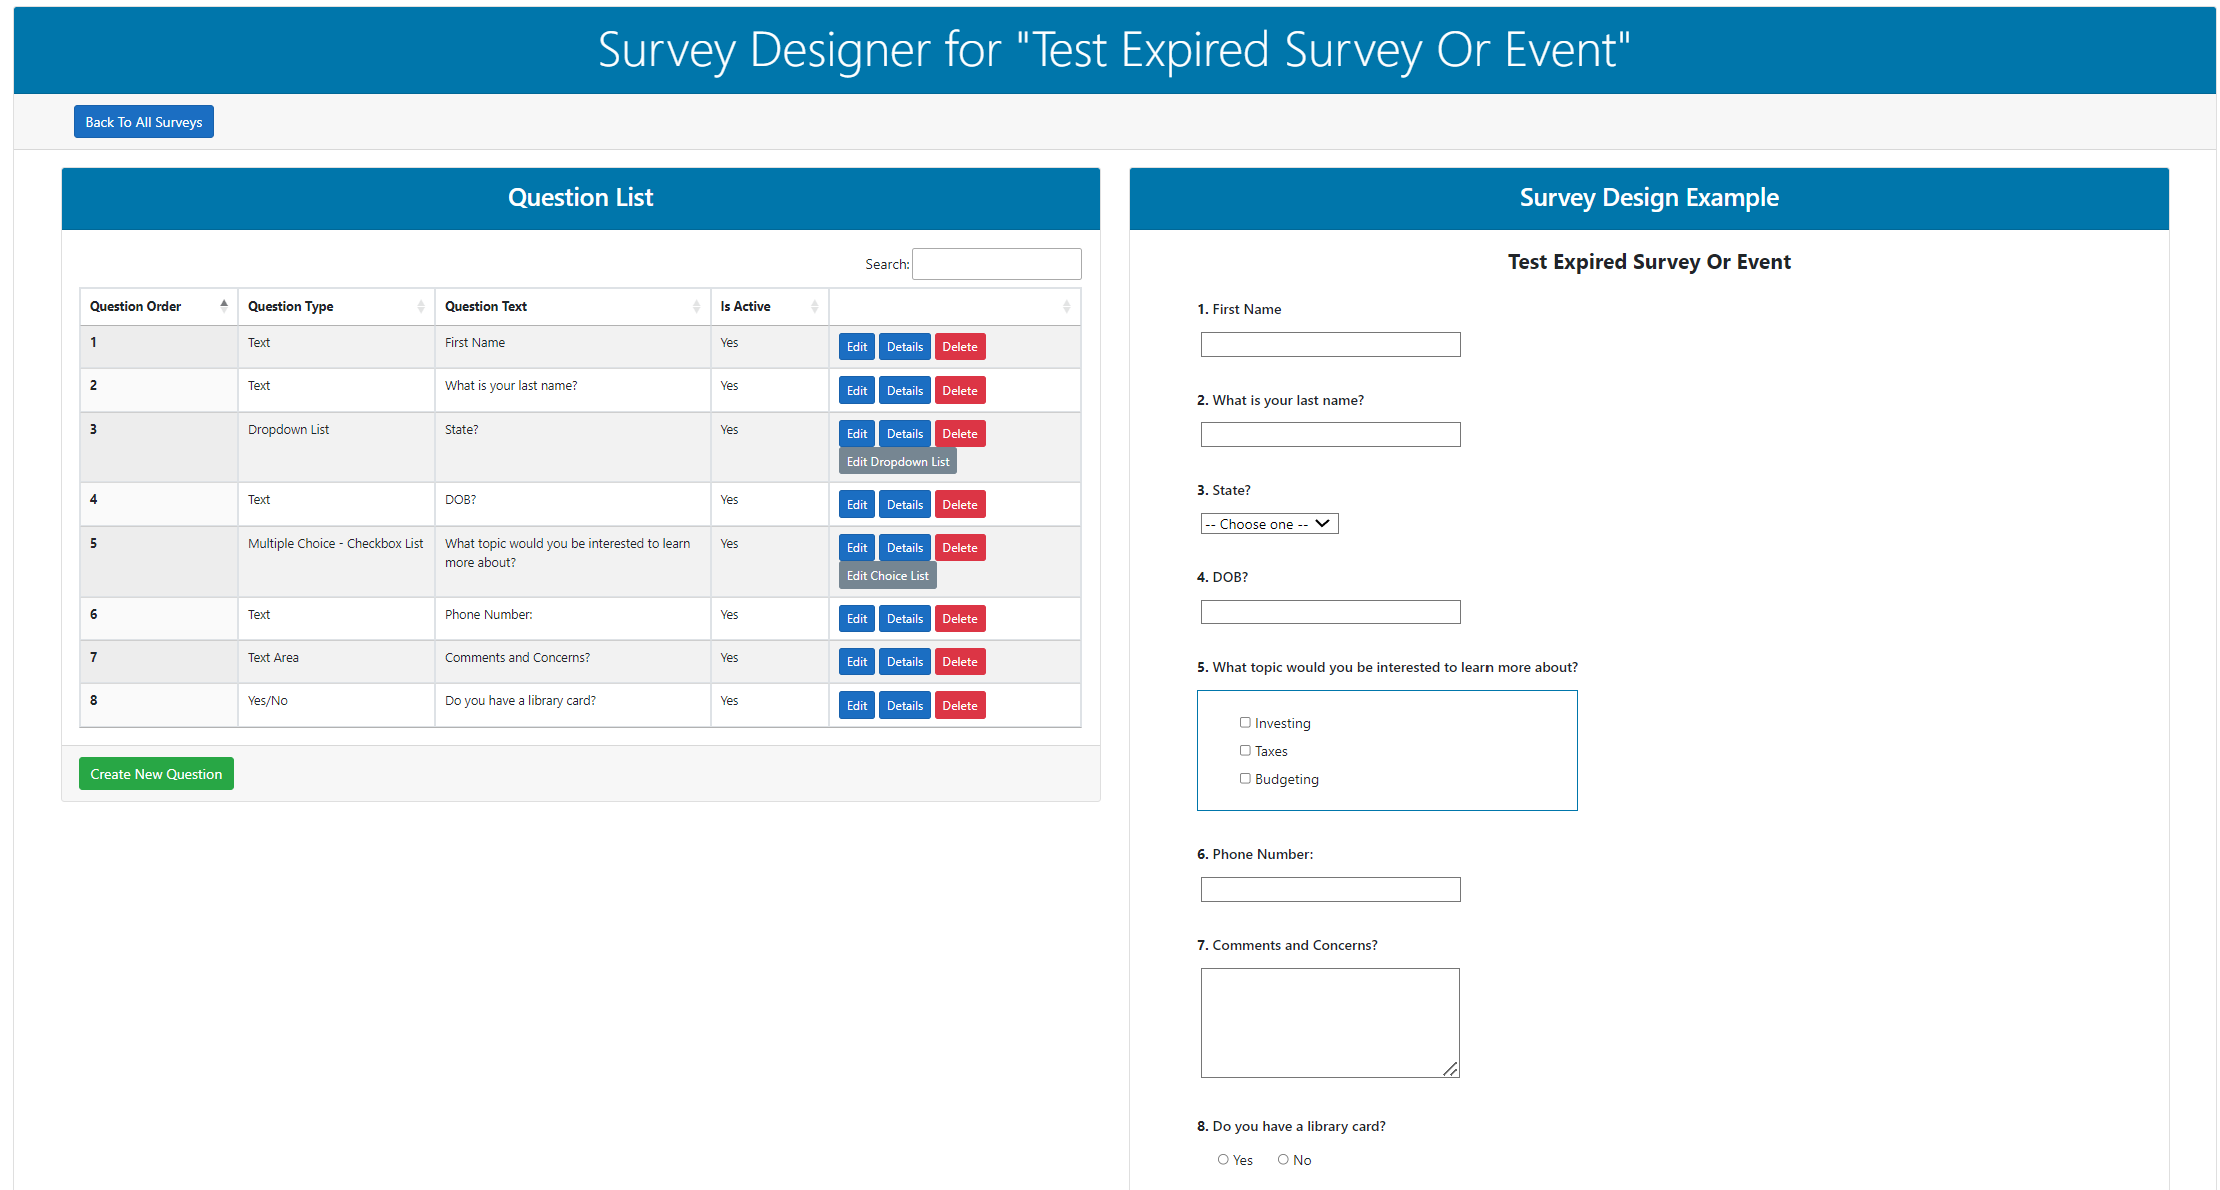 Survey Designer for "Test Expired Survey Or Event"
Back To All Surveys
Question List
Search:
Question Order Question Type Question Text Is Active
1 Text First Name Yes Edit Details Delete
2 Text What is your last name? Yes Edit Details Delete
3 Dropdown List State? Yes Edit Details Delete
Edit Dropdown List
4 Text DOB? Yes Edit Details Delete
5 Multiple Choice - Checkbox List What topic would you be interested to learn Yes Edit Details Delete
more about?
Edit Choice List
6 Text Phone Number: Yes Edit Details Delete
7 Text Area Comments and Concerns? Yes Edit Details Delete
8 Yes/No Do you have a library card? Yes Edit Details Delete
Create New Question
Survey Design Example
Test Expired Survey Or Event
1. First Name
2. What is your last name?
3. State?
-- Choose one --
4. DOB?
5. What topic would you be interested to learn more about?
Investing
Taxes
Budgeting
6. Phone Number:
7. Comments and Concerns?
8. Do you have a library card?
Yes No